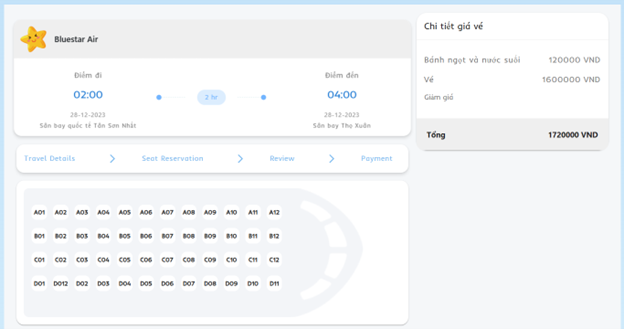 Bluestar Air
Điểm đi
02:00
28-12-2023
Sân bay quốc tế Tân Sơn Nhất
2 hr
Điểm đến
04:00
28-12-2023
Sân bay Thọ Xuân
Travel Details
Seat Reservation
Review
Payment
A01 A02 A03 A04 A05 A06 A07 A08 A09 A10 A11 A12
B01 B02 B03 B04 B05 B06 B07 B08 B09 B10 B11 B12
C01 C02 C03 C04 C05 C06 C07 C08 C09 C10 C11 C12
D01 D012 D02 D03 D04 D05 D06 D07 D08 D09 D10 D11
Chi tiết giá vé
Bánh ngọt và nước suối 120000 VND
Vé 1600000 VND
Giảm giá
Tổng 1720000 VND